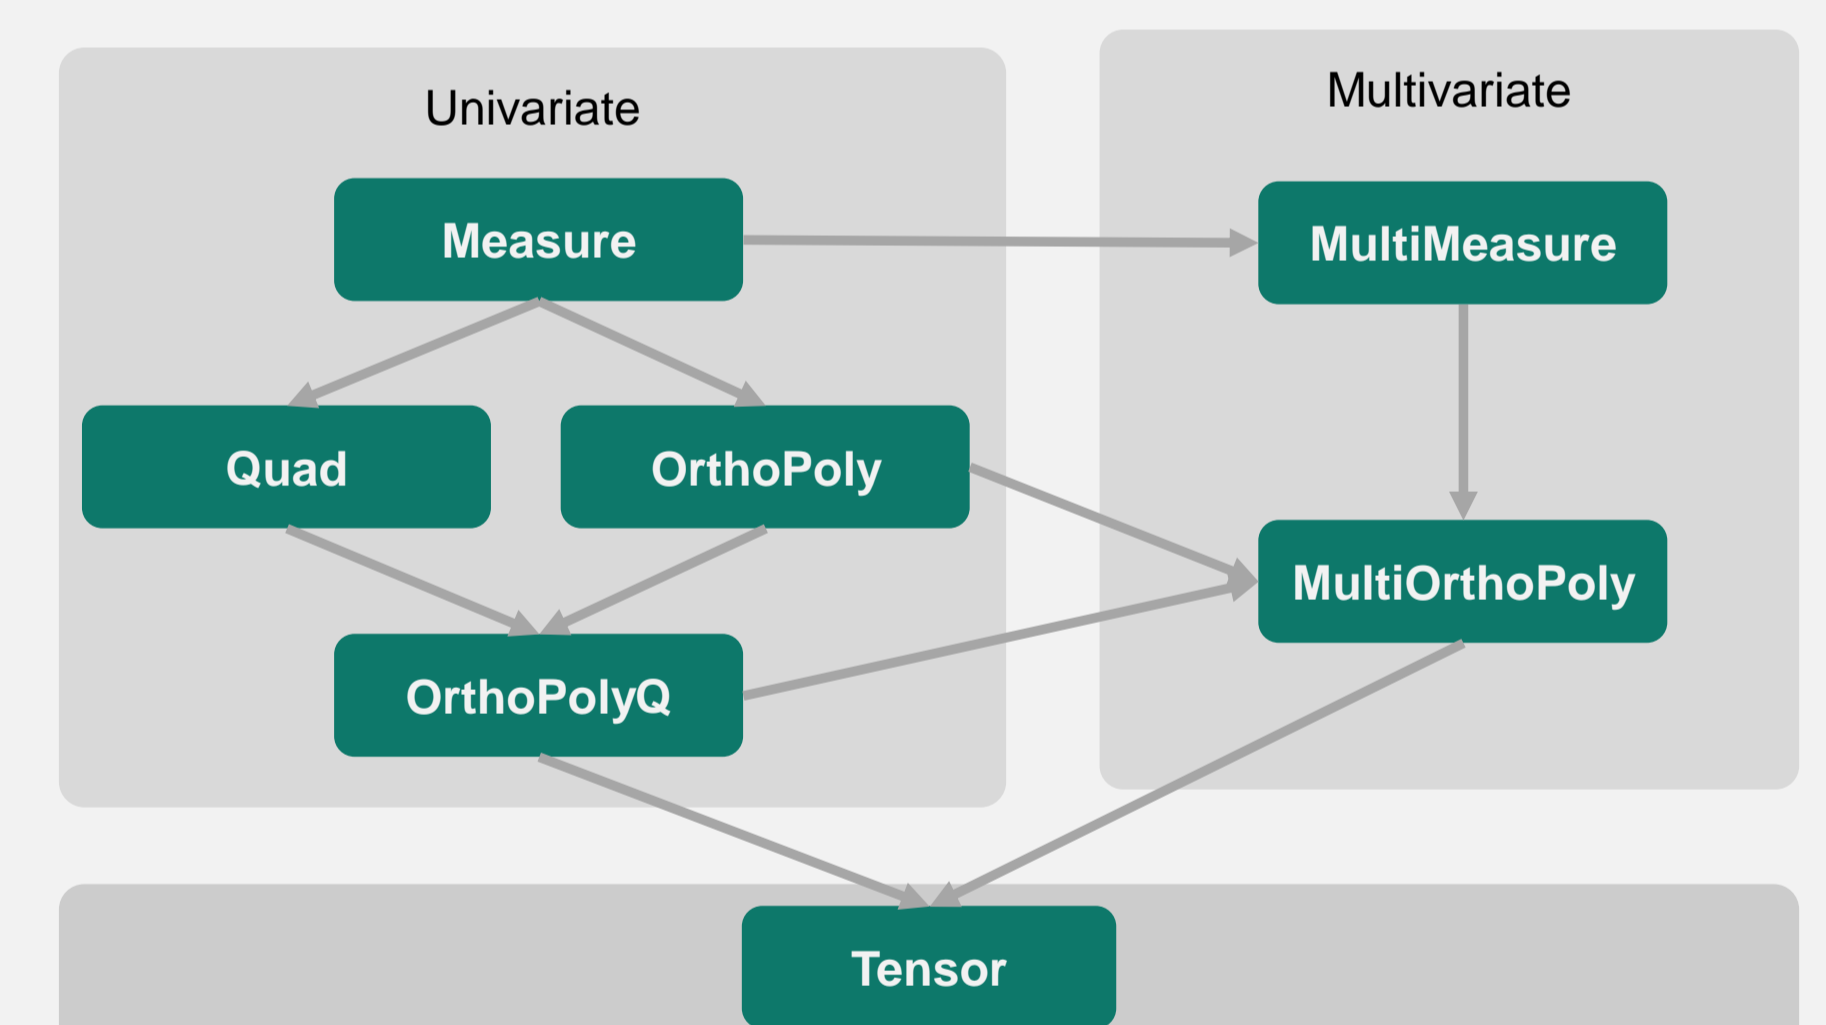 Univariate
Multivariate
Measure
MultiMeasure
Quad
OrthoPoly
MultiOrthoPoly
OrthoPolyQ
Tensor